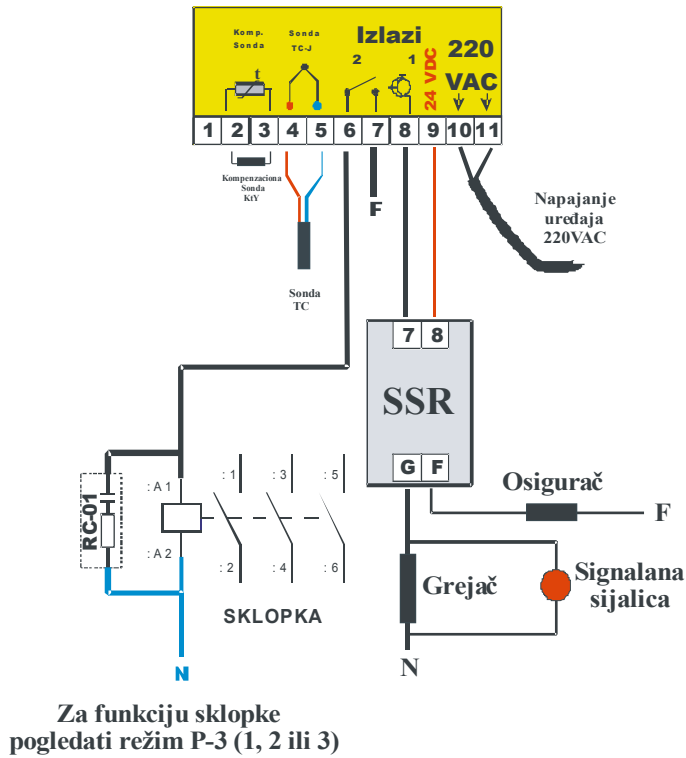 Komp.
Sonda
Sonda
TC-J
Izlazi
2
1
24 VDC
220
VAC
t
1 2 3 4 5 6 7 8 9 10 11
Kompenzaciona
Sonda
KtY
F
Sonda
TC
Napajanje
uređaja
220VAC
7 8
SSR
G F
Osigurač
F
RC-01
:A1
:A2
:1
:3
:5
:2
:4
:6
SKLOPKA
N
Grejač
Signalana
sijalica
N
Za funkciju sklopke
pogledati režim P-3 (1, 2 ili 3)